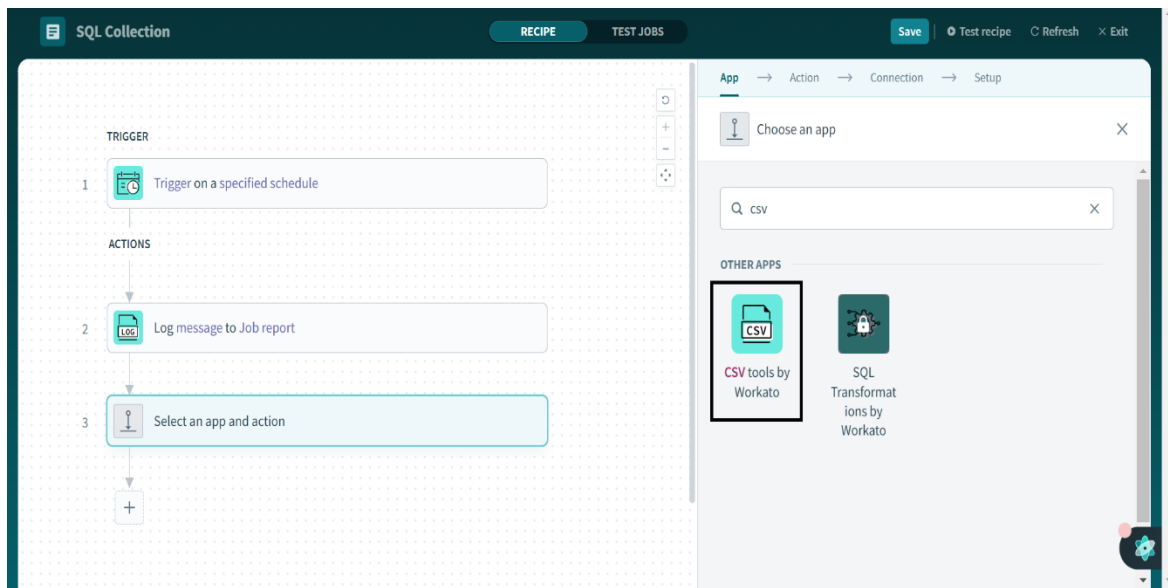 SQL Collection
RECIPE
TEST JOBS
Save
Test recipe
Refresh
Exit
TRIGGER
1
Trigger on a specified schedule
ACTIONS
2
LOG
Log message to Job report
3
Select an app and action
App → Action → Connection → Setup
Choose an app
csv
OTHER APPS
CSV
CSV tools by
Workato
SQL
Transformat
ions by
Workato